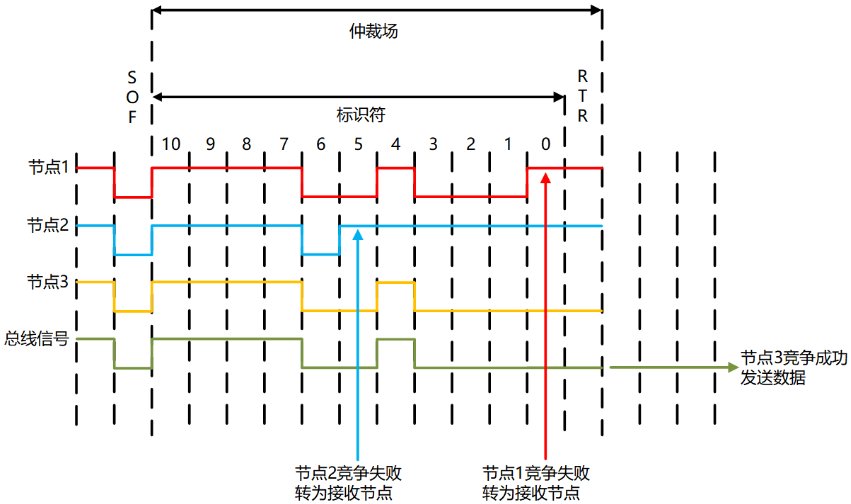 仲裁场
SOF
RTR
标识符
10 9 8 7 6 5 4 3 2 1 0
节点1
节点2
节点3
总线信号
节点3竞争成功
发送数据
节点2竞争失败
转为接收节点
节点1竞争失败
转为接收节点